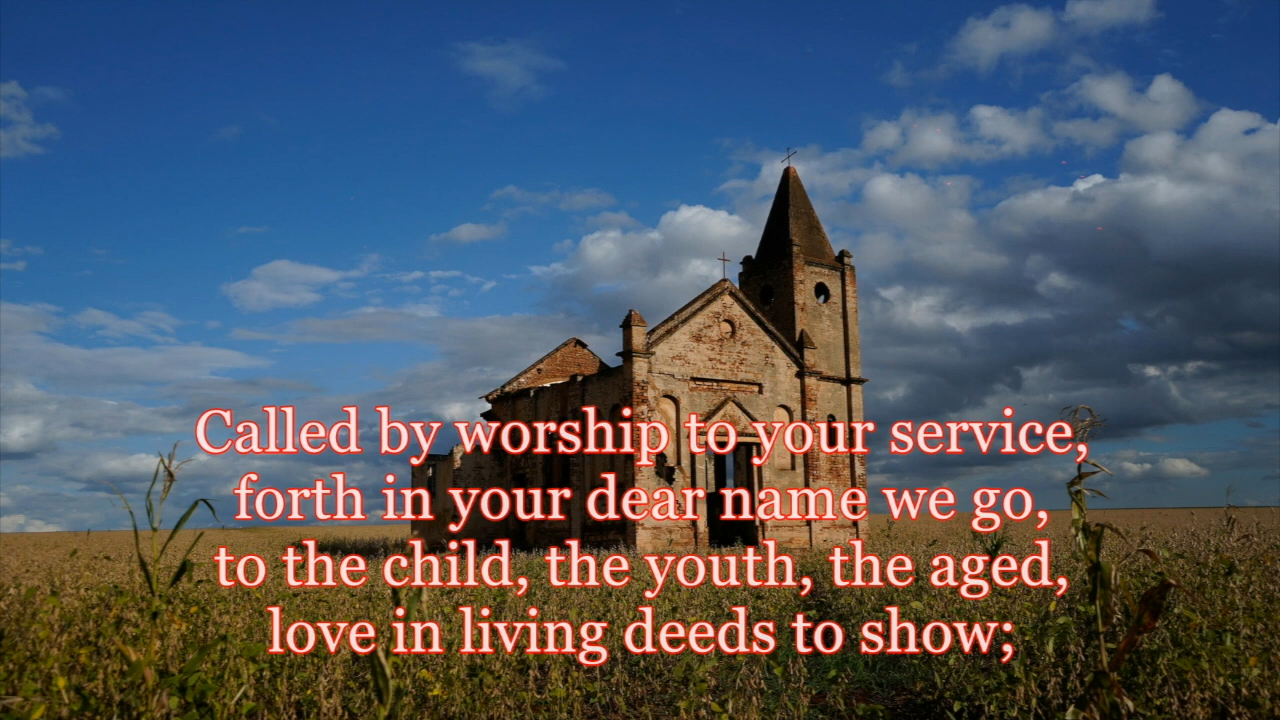 Called by worship to your service,
forth in your dear name we go,
to the child, the youth, the aged,
love in living deeds to show;